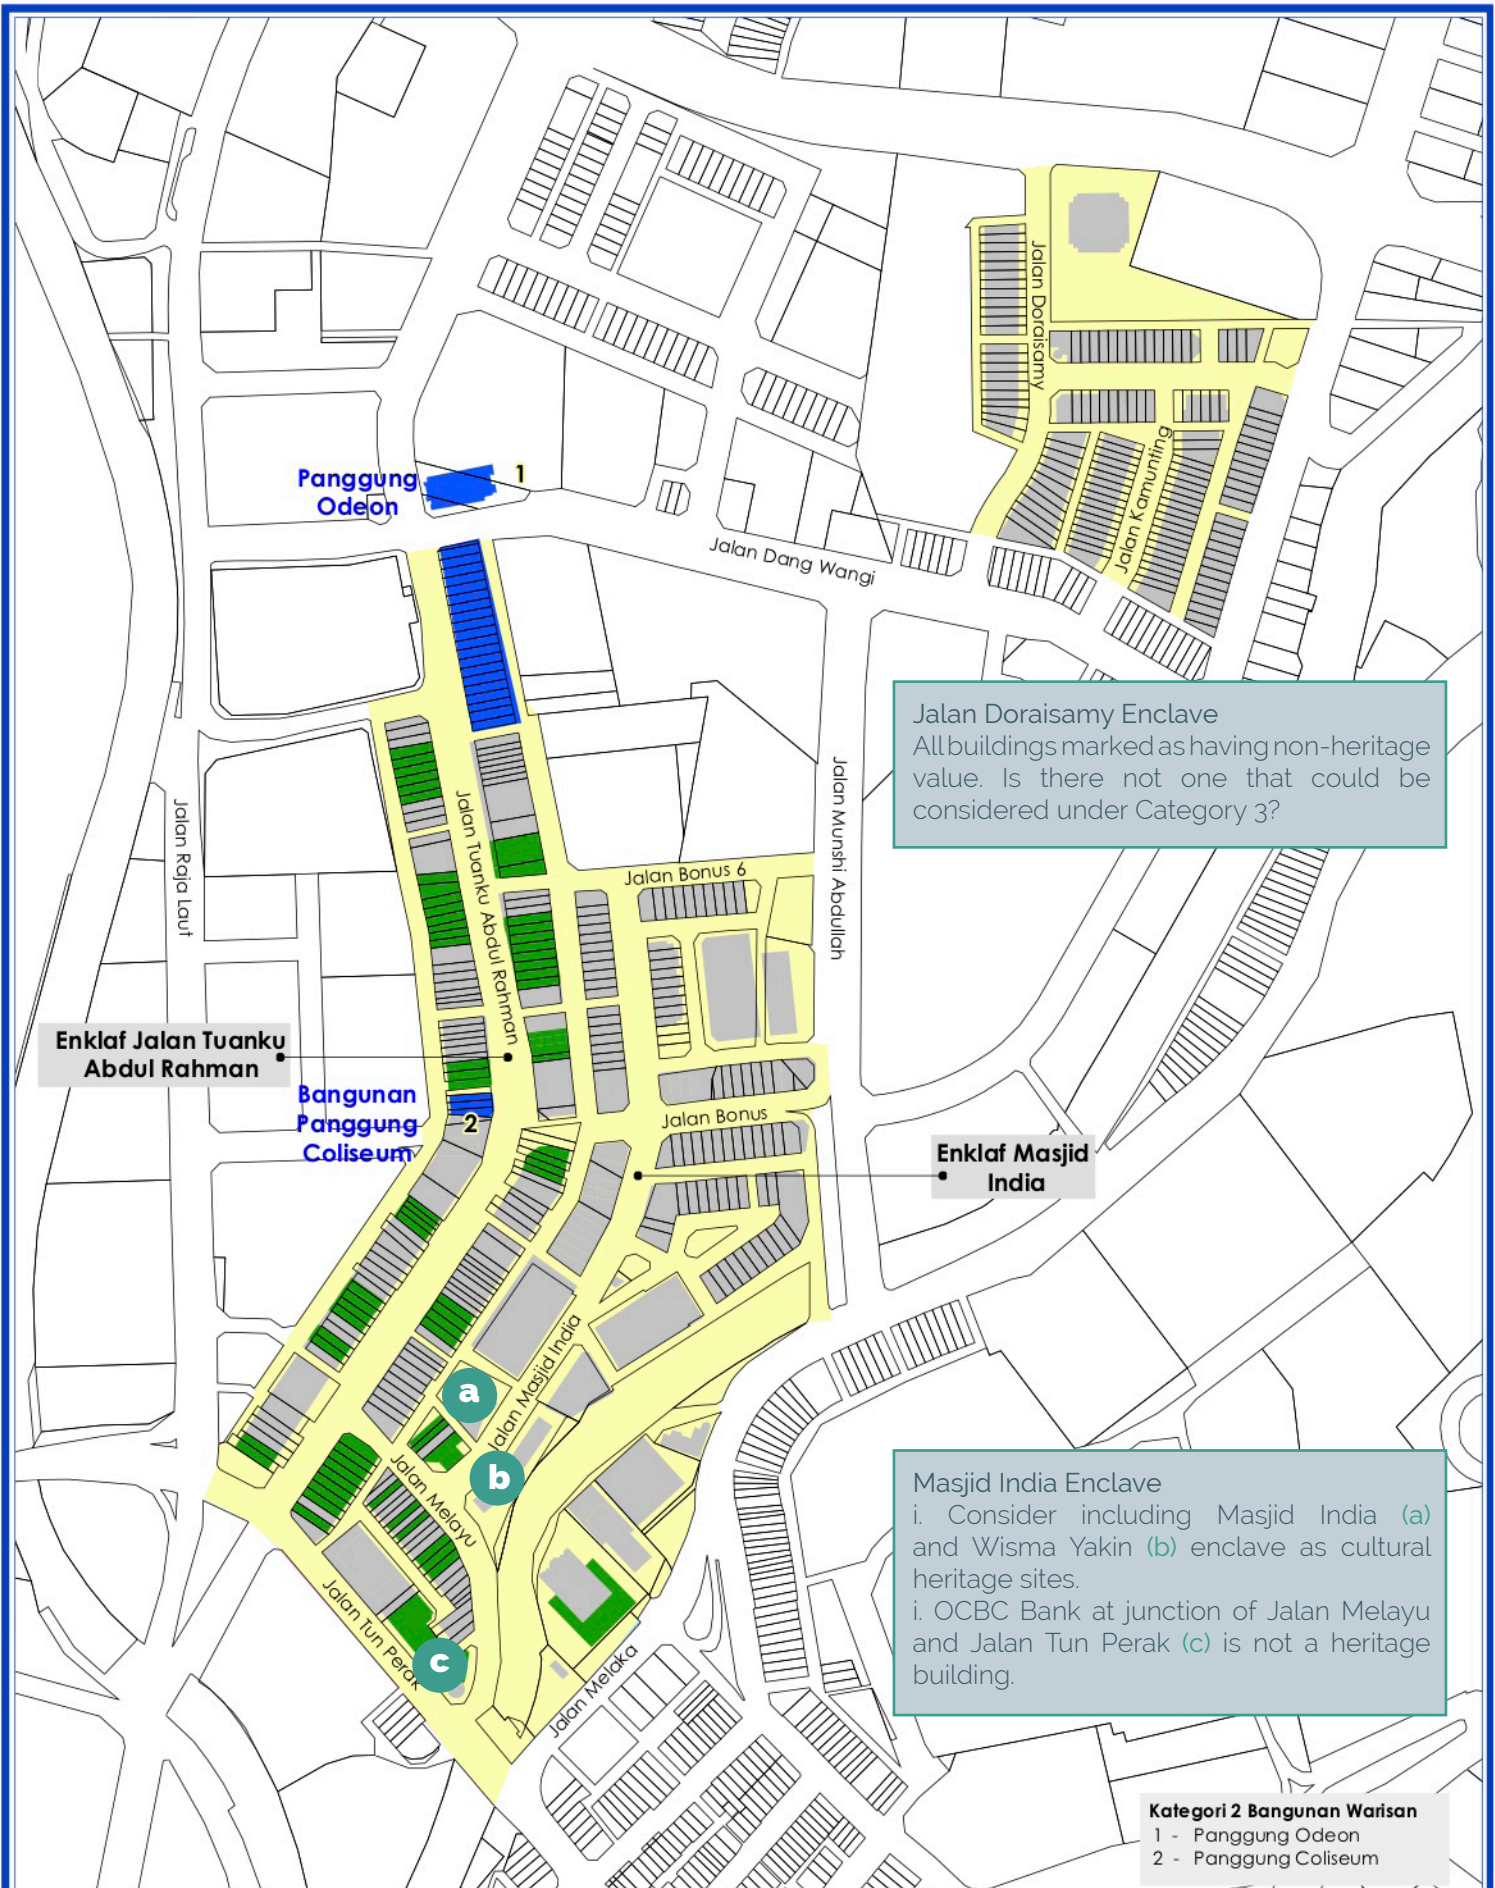 Jalan Doraisamy
Jalan Kamunting
Panggung
Odeon
1
Jalan Dang Wangi
Jalan Doraisamy Enclave
All buildings marked as having non-heritage
value. Is there not one that could be
considered under Category 3?
Jalan Raja Laut
Jalan Tuanku Abdul Rahman
Jalan Munshi Abdullah
Jalan Bonus 6
Enklaf Jalan Tuanku
Abdul Rahman
Bangunan
Panggung
Coliseum
2
Jalan Bonus
Enklaf Masjid
India
Jalan Masjid India
a
b
Jalan Melayu
Jalan Tun Perak
c
Jalan Melaka
Masjid India Enclave
i. Consider including Masjid India (a)
and Wisma Yakin (b) enclave as cultural
heritage sites.
i. OCBC Bank at junction of Jalan Melayu
and Jalan Tun Perak (c) is not a heritage
building.
Kategori 2 Bangunan Warisan
1 - Panggung Odeon
2 - Panggung Coliseum